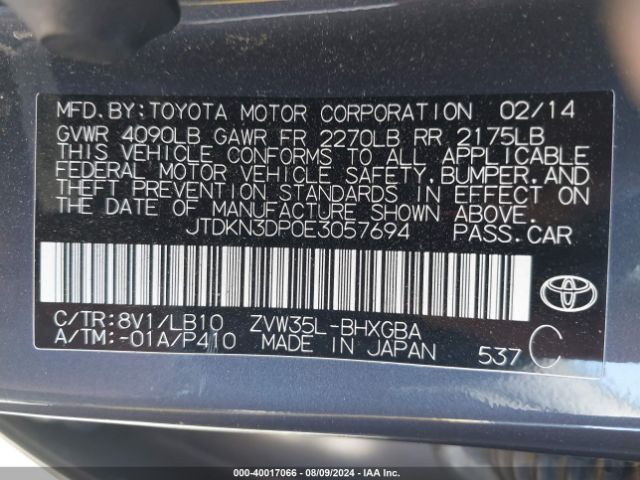 MFD.BY:TOYOTA MOTOR CORPORATION 02/14
GVWR 4090LB GAWR FR 2270LB RR 2175LB
THIS VEHICLE CONFORMS TO ALL APPLICABLE
FEDERAL MOTOR VEHICLE SAFETY.BUMPER.AND
THEFT PREVENTION STANDARDS IN EFFECT ON
THE DATE OF MANUFACTURE SHOWN ABOVE.
JTDKN3DP0E3057694 PASS.CAR
C/TR:8V1/LB10 ZVW35L-BHXGBA
A/TM:-01A/P410 MADE IN JAPAN 537 C
TOYOTA
000-40017066 - 08/09/2024 - IAA Inc.